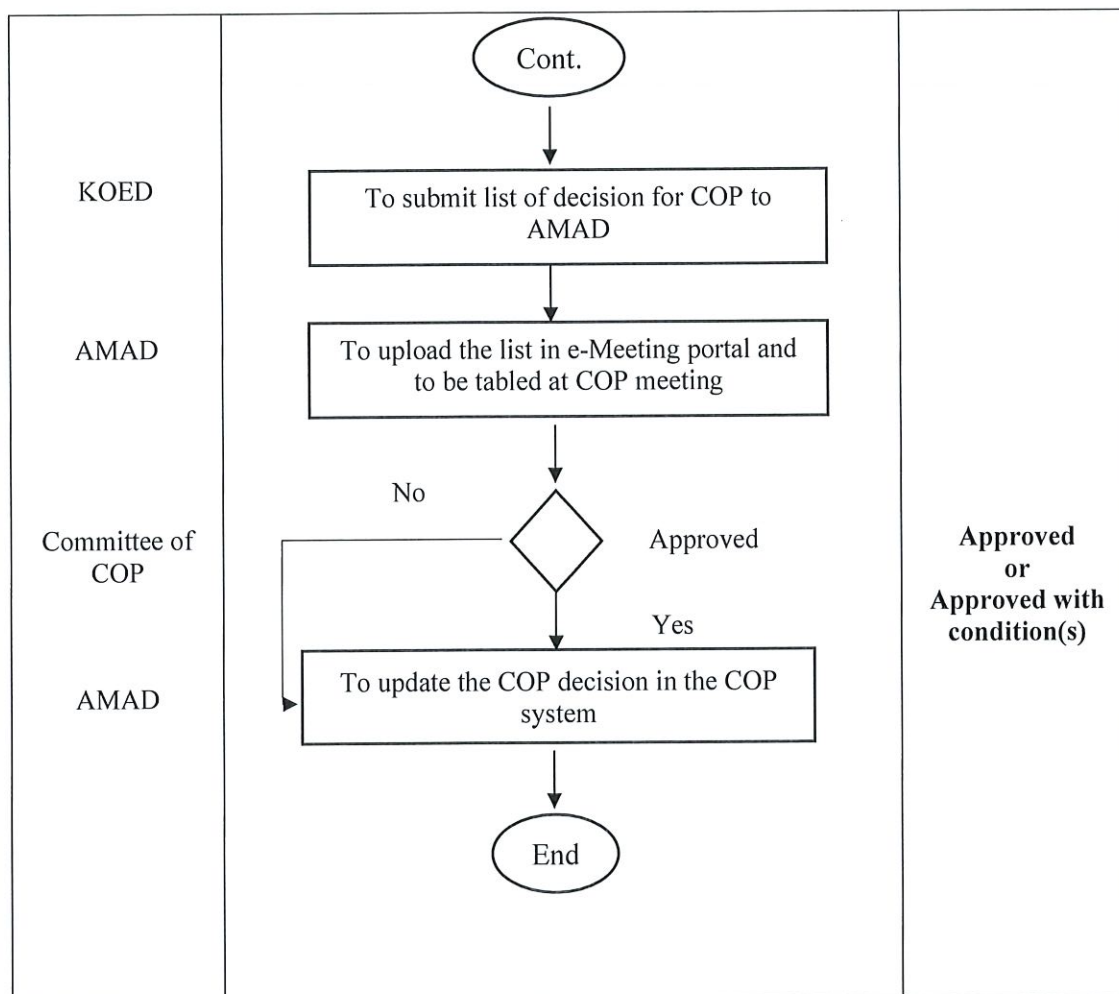 Cont.
KOED
To submit list of decision for COP to
AMAD
AMAD
To upload the list in e-Meeting portal and
to be tabled at COP meeting
No
Committee of
COP
Approved
Approved
or
Approved with
condition(s)
Yes
AMAD
To update the COP decision in the COP
system
End